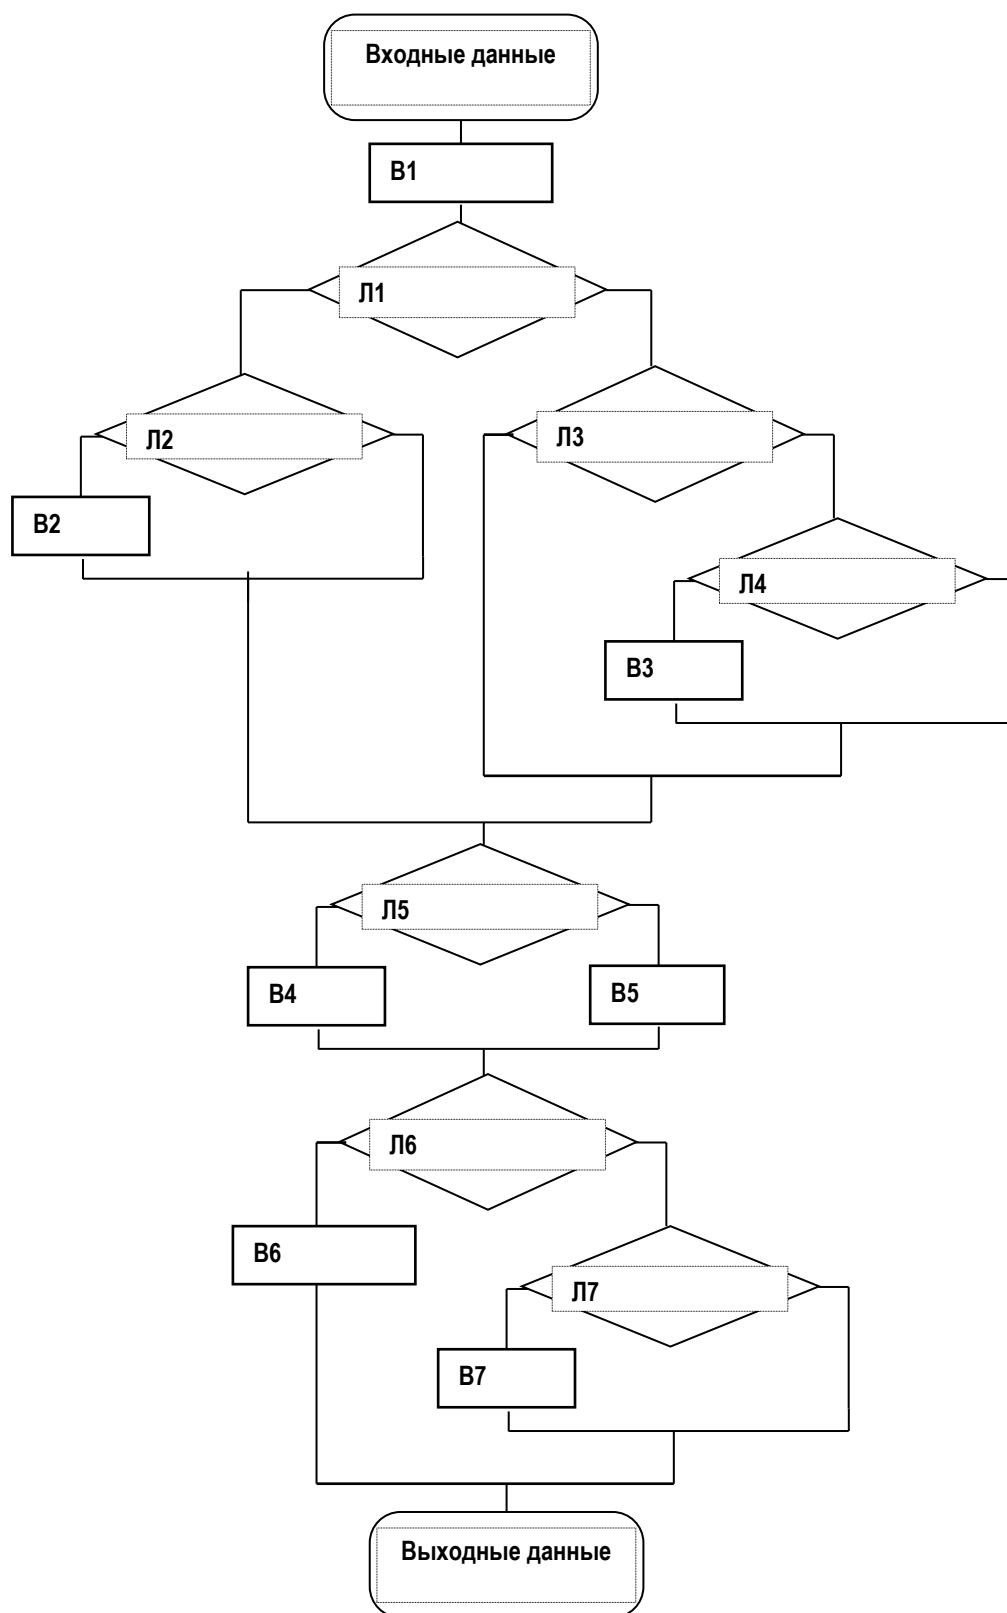 Входные данные
В1
Л1
Л2
Л3
В2
Л4
В3
Л5
В4
В5
Л6
В6
Л7
В7
Выходные данные